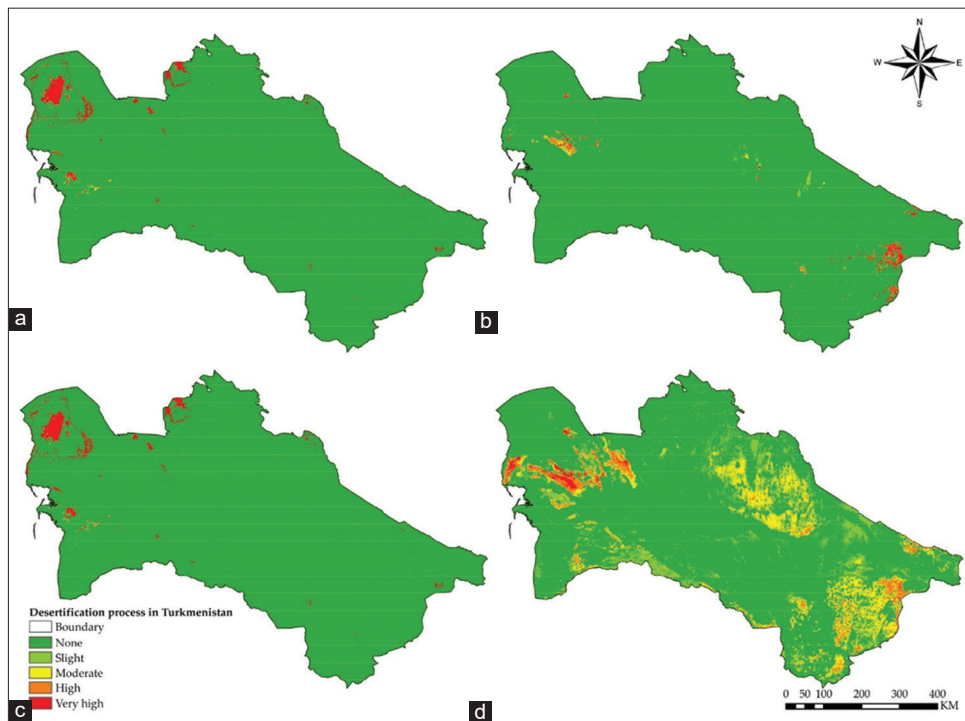 N
W E
S
a
b
Desertification process in Turkmenistan
Boundary
None
Slight
Moderate
High
Very high
c
d
0 50 100 200 300 400
KM